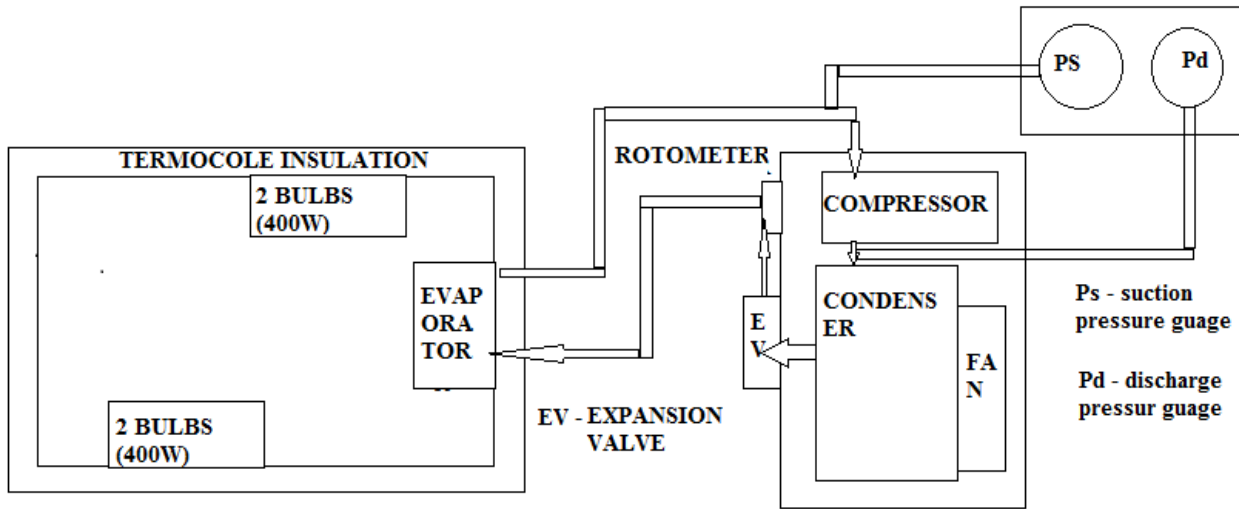 PS
Pd
TERMOCOLE INSULATION
ROTOMETER
2 BULBS
(400W)
COMPRESSOR
EVAP
ORA
TOR
E
V
CONDENS
ER
FA
N
Ps - suction
pressure guage
Pd - discharge
pressur guage
2 BULBS
(400W)
EV - EXPANSION
VALVE